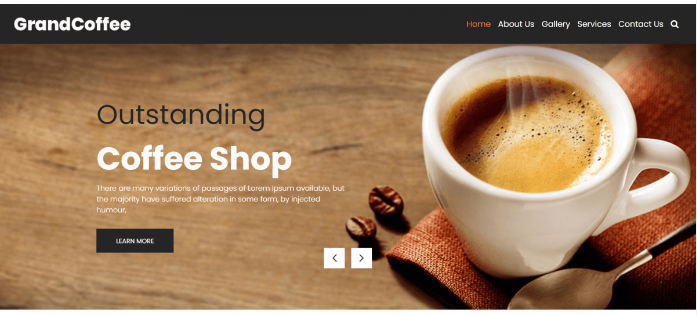 GrandCoffee
Home About Us Gallery Services Contact Us
Outstanding
Coffee Shop
There are many variations of passages of Lorem Ipsum available, but
the majority have suffered alteration in some form, by injected
humour,
LEARN MORE